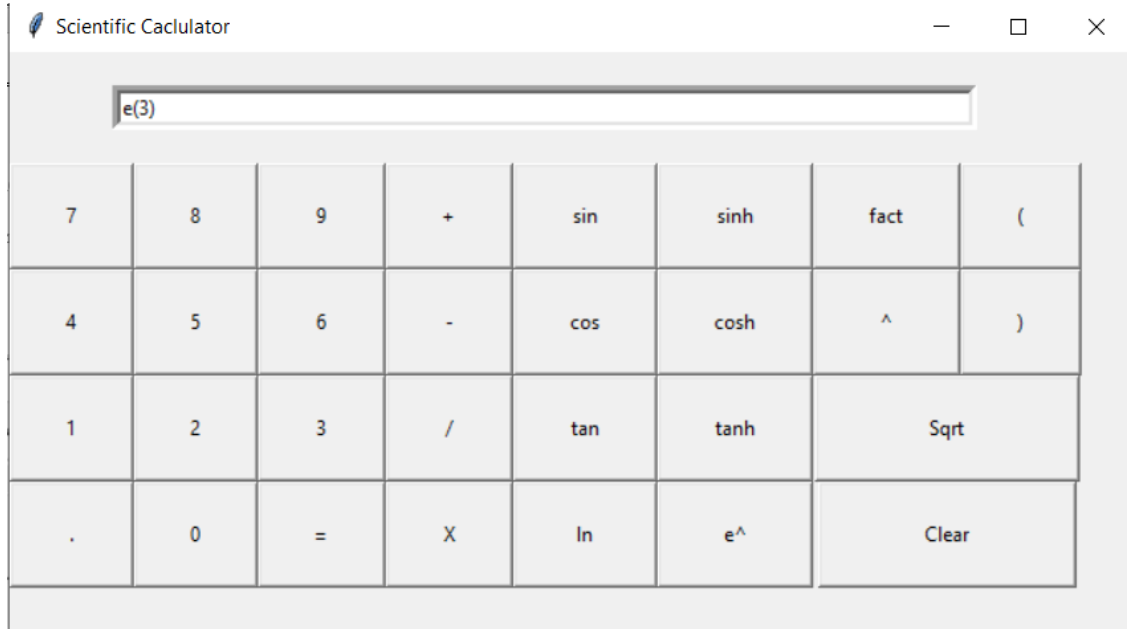 Scientific Caclulator
e(3)
7 8 9 + sin sinh fact (
4 5 6 - cos cosh ^ )
1 2 3 / tan tanh Sqrt
. 0 = X ln e^ Clear